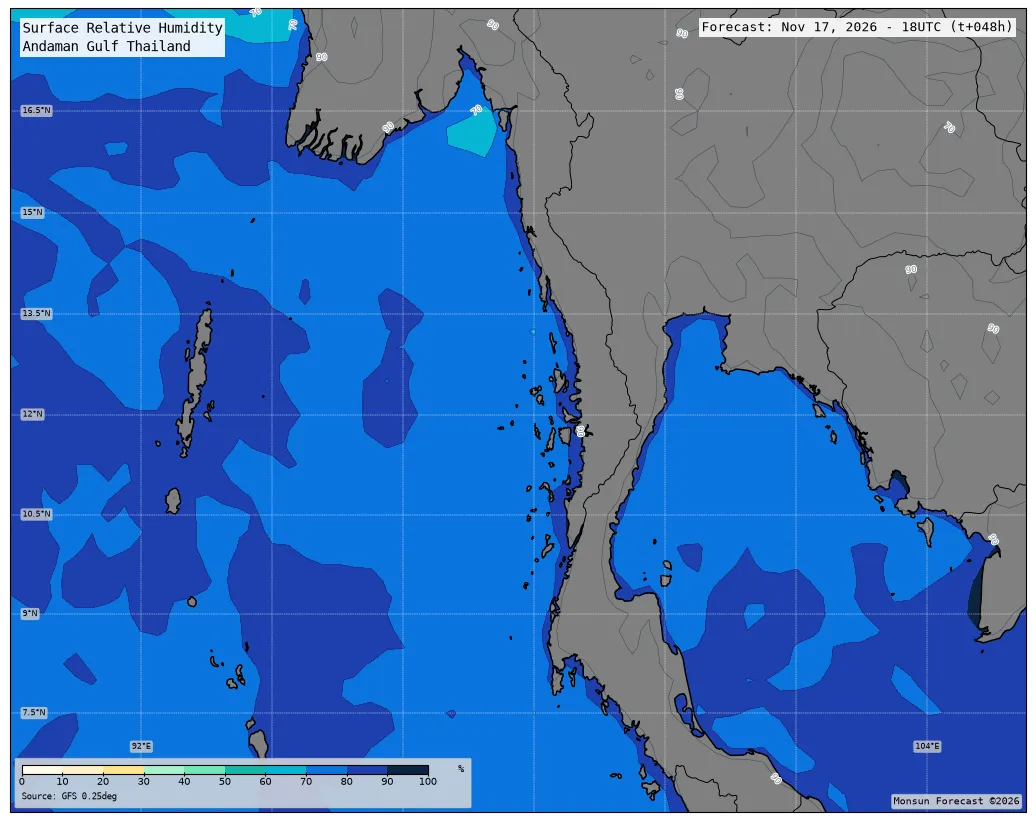 Surface Relative Humidity
Andaman Gulf Thailand
Forecast: Nov 17, 2026 - 18UTC (t+048h)
70
70
90
90
90
90
70
90
70
16.5°N
15°N
90
13.5°N
90
12°N
90
10.5°N
90
9°N
7.5°N
92°E
104°E
90
%
0 10 20 30 40 50 60 70 80 90 100
Source: GFS 0.25deg
Monsun Forecast ©2026